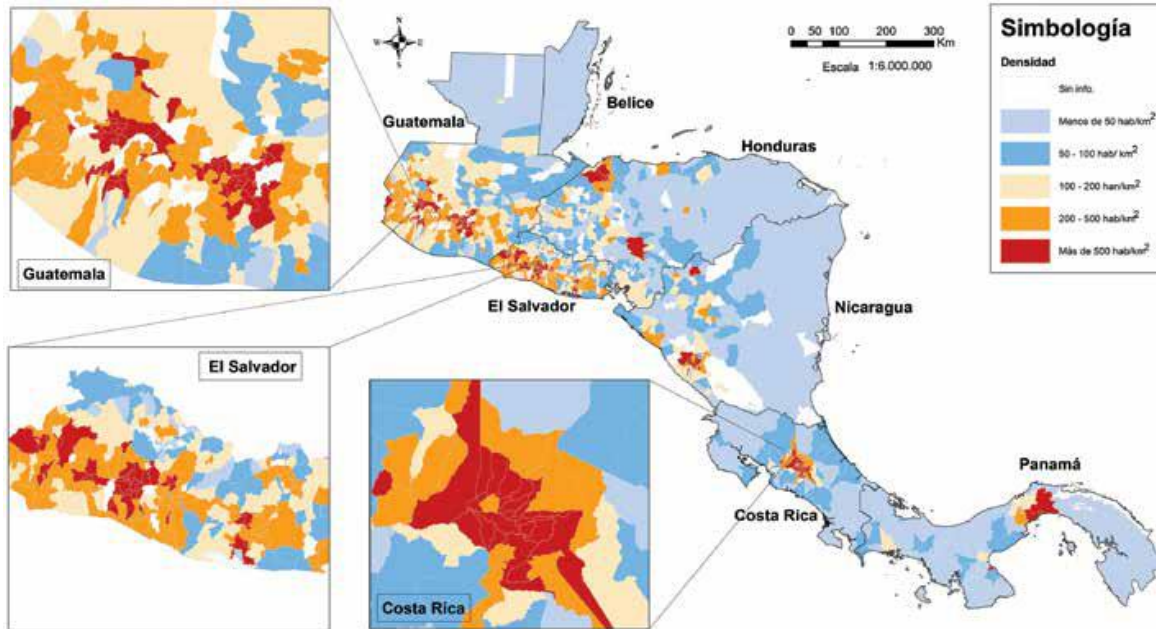 N
W E
S
0 50 100 200 300
Km
Escala 1:6.000.000
Simbología
Densidad
Sin info.
Menos de 50 hab/km²
50 - 100 hab/ km²
100 - 200 han/km²
200 - 500 hab/km²
Más de 500 hab/km²
Belice
Guatemala
Honduras
Guatemala
El Salvador
Nicaragua
El Salvador
Panamá
Costa Rica
Costa Rica